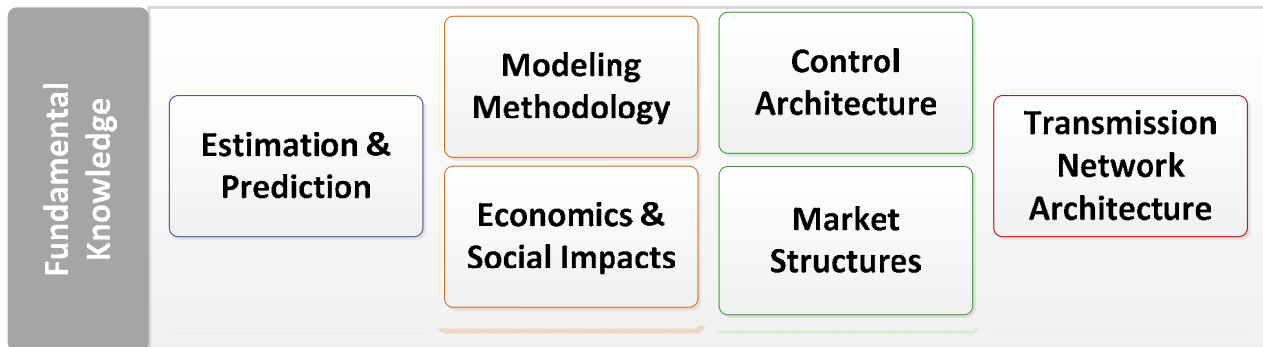 Fundamental
Knowledge
Estimation &
Prediction
Modeling
Methodology
Economics &
Social Impacts
Control
Architecture
Market
Structures
Transmission
Network
Architecture